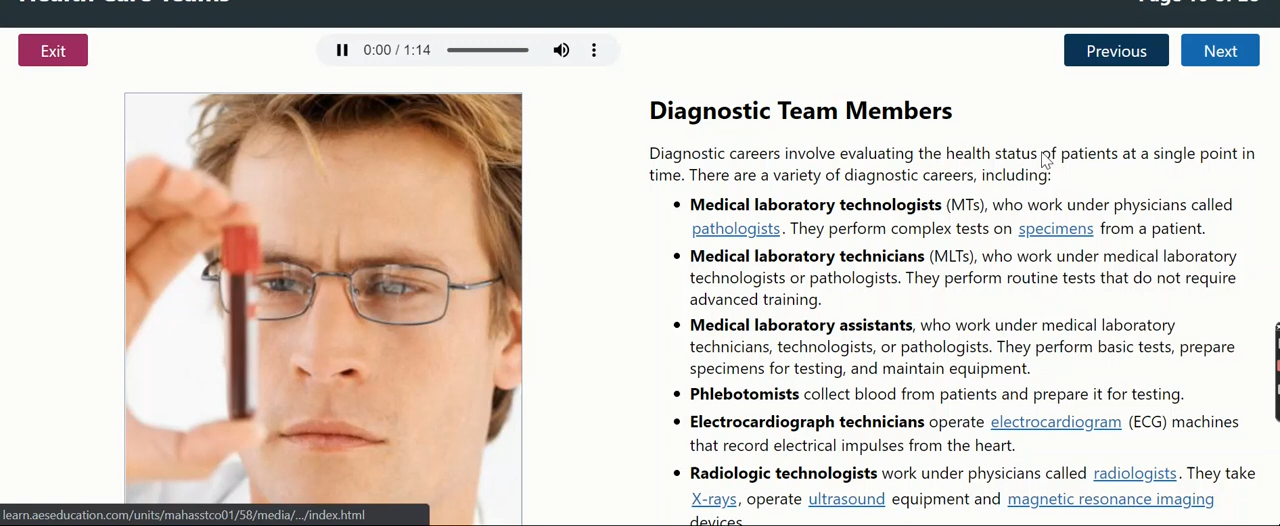 Exit
0:00 / 1:14
Previous
Next
Diagnostic Team Members
Diagnostic careers involve evaluating the health status of patients at a single point in
time. There are a variety of diagnostic careers, including:
• Medical laboratory technologists (MTs), who work under physicians called
pathologists. They perform complex tests on specimens from a patient.
• Medical laboratory technicians (MLTs), who work under medical laboratory
technologists or pathologists. They perform routine tests that do not require
advanced training.
• Medical laboratory assistants, who work under medical laboratory
technicians, technologists, or pathologists. They perform basic tests, prepare
specimens for testing, and maintain equipment.
• Phlebotomists collect blood from patients and prepare it for testing.
• Electrocardiograph technicians operate electrocardiogram (ECG) machines
that record electrical impulses from the heart.
• Radiologic technologists work under physicians called radiologists. They take
X-rays, operate ultrasound equipment and magnetic resonance imaging
devices
learn.aeseducation.com/units/mahasstco01/58/media/.../index.html